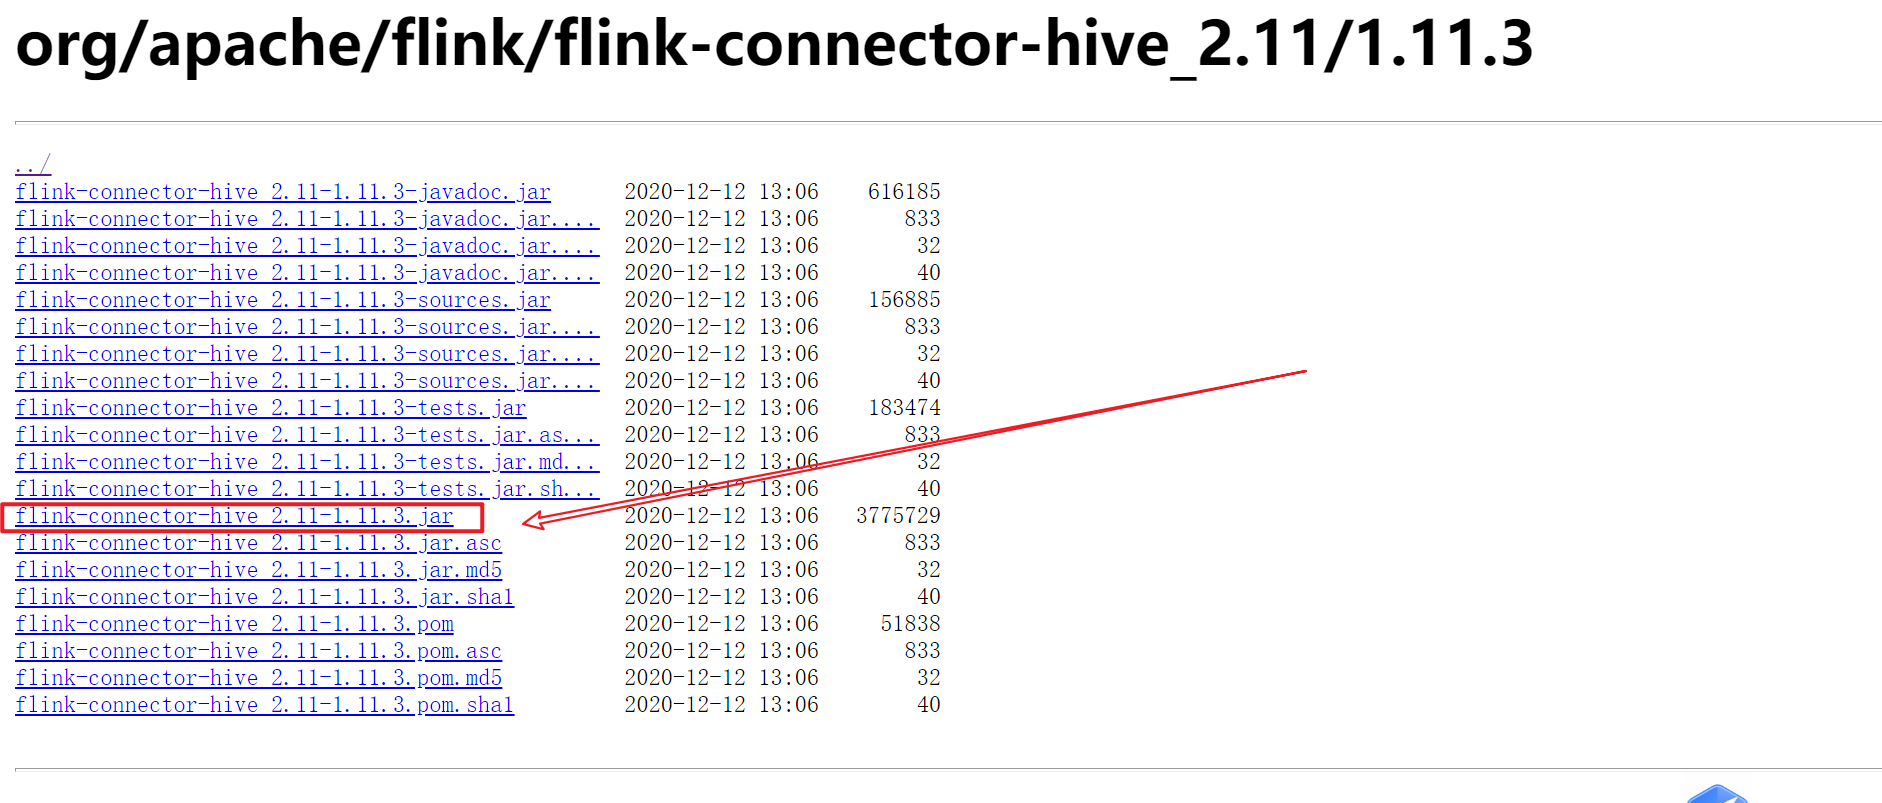 org/apache/flink/flink-connector-hive_2.11/1.11.3
../
flink-connector-hive_2.11-1.11.3-javadoc.jar 2020-12-12 13:06 616185
flink-connector-hive_2.11-1.11.3-javadoc.jar.... 2020-12-12 13:06 833
flink-connector-hive_2.11-1.11.3-javadoc.jar.... 2020-12-12 13:06 32
flink-connector-hive_2.11-1.11.3-javadoc.jar.... 2020-12-12 13:06 40
flink-connector-hive_2.11-1.11.3-sources.jar 2020-12-12 13:06 156885
flink-connector-hive_2.11-1.11.3-sources.jar.... 2020-12-12 13:06 833
flink-connector-hive_2.11-1.11.3-sources.jar.... 2020-12-12 13:06 32
flink-connector-hive_2.11-1.11.3-sources.jar.... 2020-12-12 13:06 40
flink-connector-hive_2.11-1.11.3-tests.jar 2020-12-12 13:06 183474
flink-connector-hive_2.11-1.11.3-tests.jar.as... 2020-12-12 13:06 833
flink-connector-hive_2.11-1.11.3-tests.jar.md... 2020-12-12 13:06 32
flink-connector-hive_2.11-1.11.3-tests.jar.sh... 2020-12-12 13:06 40
flink-connector-hive_2.11-1.11.3.jar 2020-12-12 13:06 3775729
flink-connector-hive_2.11-1.11.3.jar.asc 2020-12-12 13:06 833
flink-connector-hive_2.11-1.11.3.jar.md5 2020-12-12 13:06 32
flink-connector-hive_2.11-1.11.3.jar.sha1 2020-12-12 13:06 40
flink-connector-hive_2.11-1.11.3.pom 2020-12-12 13:06 51838
flink-connector-hive_2.11-1.11.3.pom.asc 2020-12-12 13:06 833
flink-connector-hive_2.11-1.11.3.pom.md5 2020-12-12 13:06 32
flink-connector-hive_2.11-1.11.3.pom.sha1 2020-12-12 13:06 40